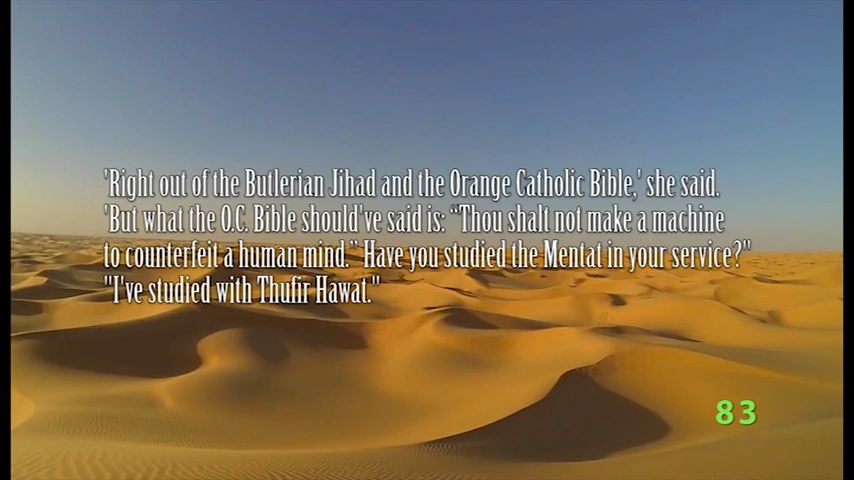 'Right out of the Butlerian Jihad and the Orange Catholic Bible,' she said.
'But what the O.C. Bible should've said is: “Thou shalt not make a machine
to counterfeit a human mind.” Have you studied the Mentat in your service?"
"I've studied with Thufir Hawat."
83